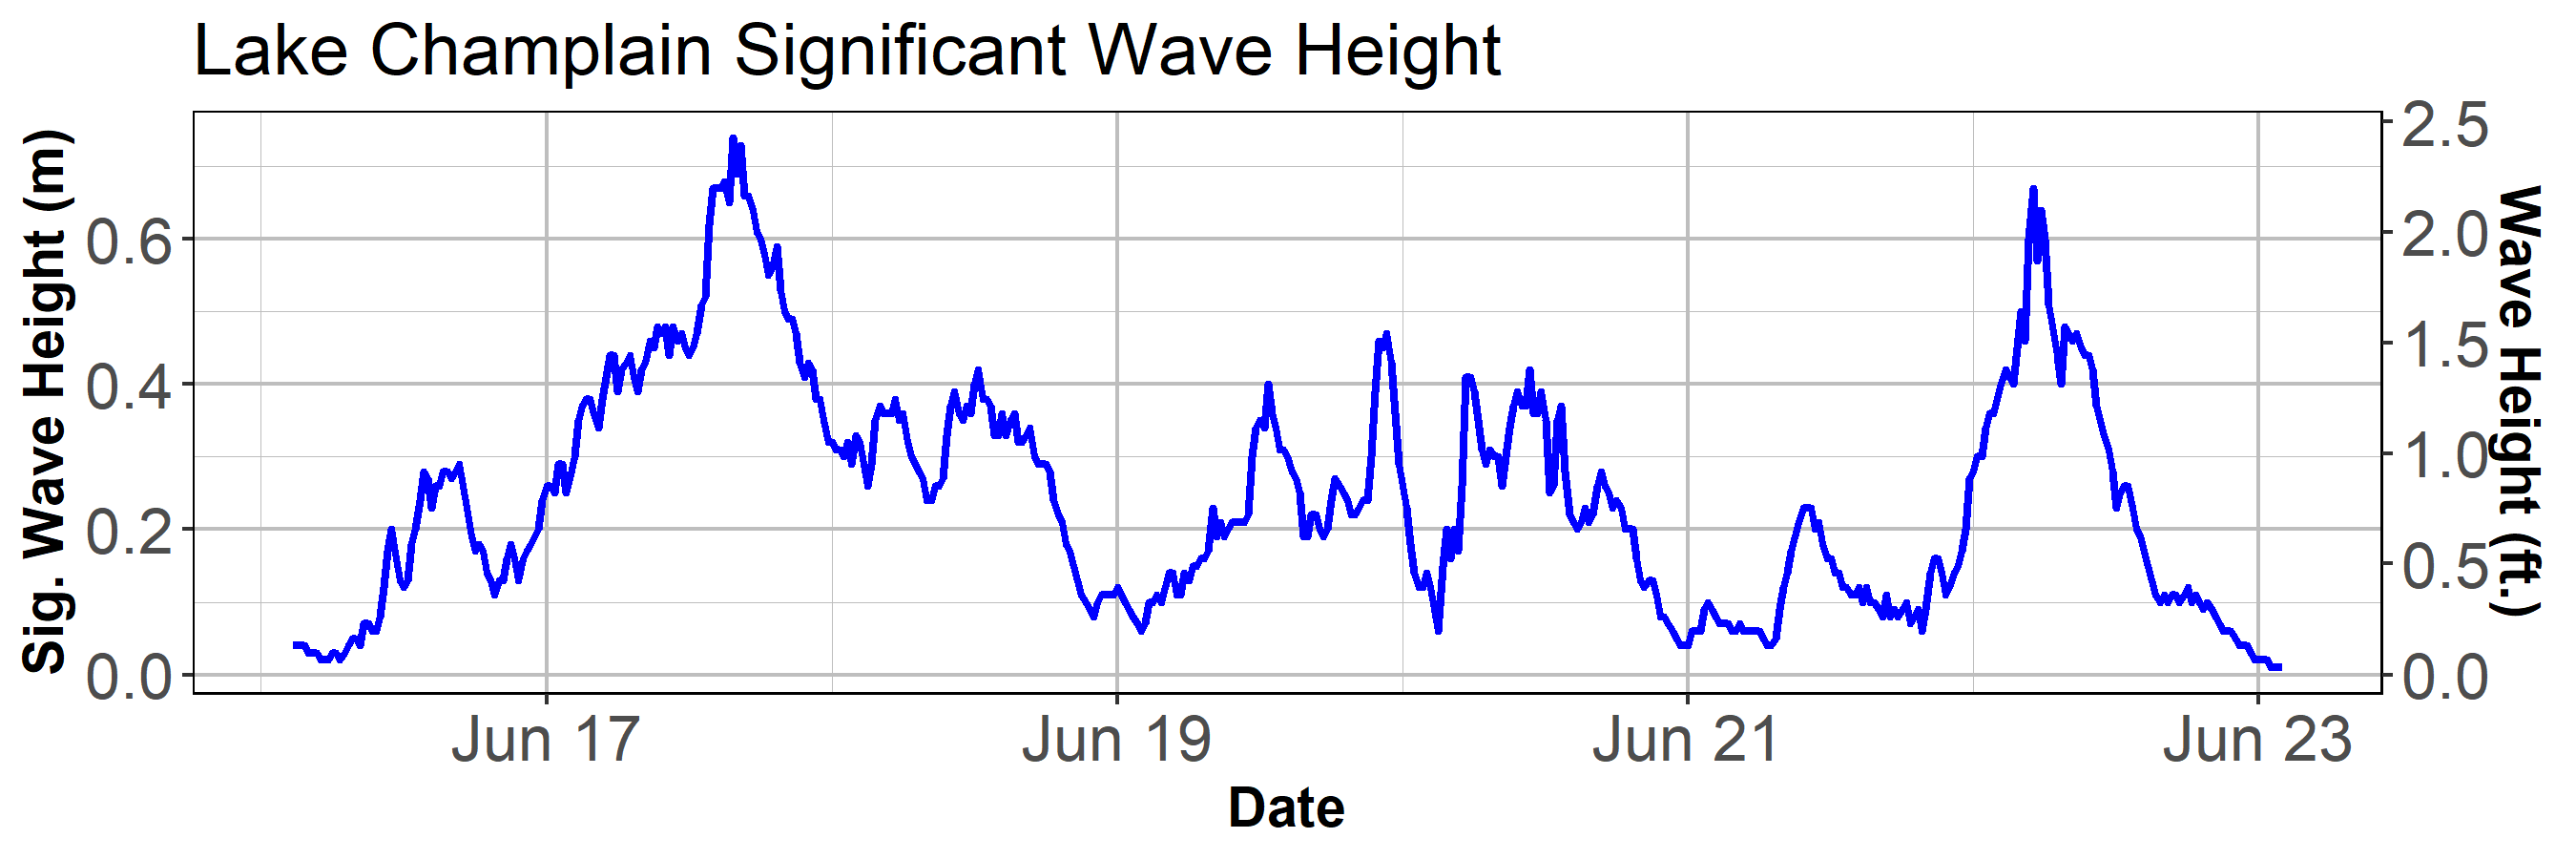 Lake Champlain Significant Wave Height
Sig. Wave Height (m)
0.6
0.4
0.2
0.0
2.5
2.0
1.5
1.0
0.5
0.0
Wave Height (ft.)
Jun 17
Jun 19
Jun 21
Jun 23
Date